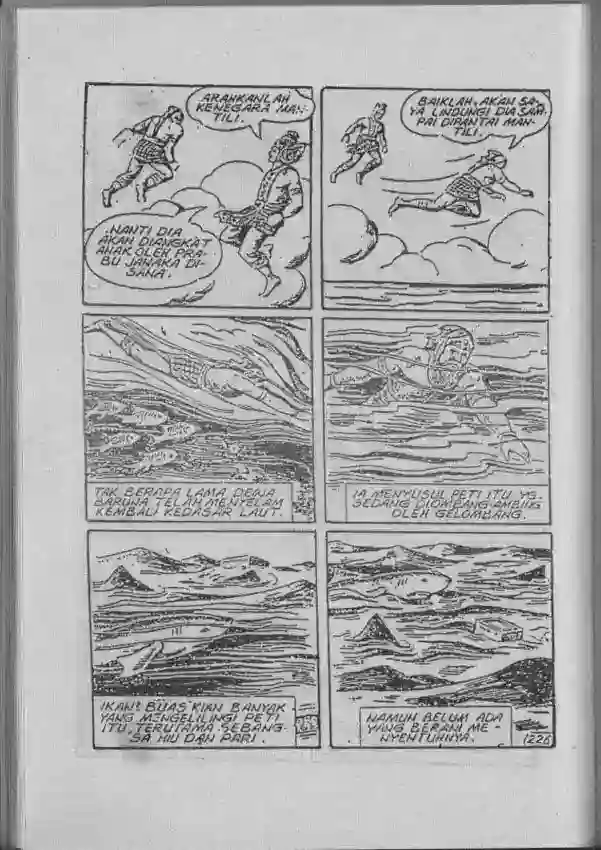 ARAHKANLAH
KENEGARA MAN-
TILI.
NANTI DIA
AKAN DIANGKAT
ANAK OLEH PRA-
BU JANAKA DI-
SANA.
BAIKLAH, AKAN SA-
YA LINDUNGI DIA SAM-
PAI DIPANTAI MAN-
TILI.
TAK BERAPA LAMA DEWA
BARUNA TELAH MENYELAM
KEMBALI KEDASAR LAUT.
IA MENYUSUL PETI ITU YG.
SEDANG DIOMBANG-AMBING
OLEH GELOMBANG.
IKAN2 BUAS KIAN BANYAK
YANG MENGELILINGI PETI
ITU, TERUTAMA SEBANG-
SA HIU DAN PARI.
NAMUN BELUM ADA
YANG BERANI ME-
NYENTUHNYA.